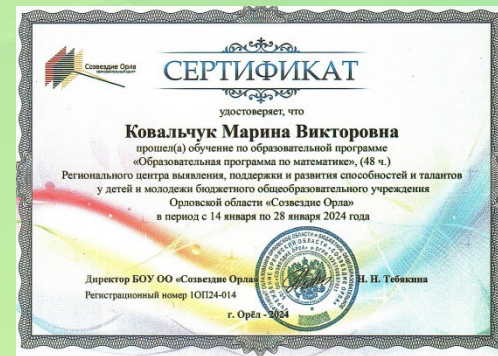 Созвездие Орла
ОБРАЗОВАТЕЛЬНЫЙ ЦЕНТР
СЕРТИФИКАТ
удостоверяет, что
Ковальчук Марина Викторовна
прошел(а) обучение по образовательной программе
«Образовательная программа по математике», (48 ч.)
Регионального центра выявления, поддержки и развития способностей и талантов
у детей и молодежи бюджетного общеобразовательного учреждения
Орловской области «Созвездие Орла»
в период с 14 января по 28 января 2024 года
Директор БОУ ОО «Созвездие Орла» Н. Н. Тебякина
Регистрационный номер 1ОП24-014
г. Орёл - 2024